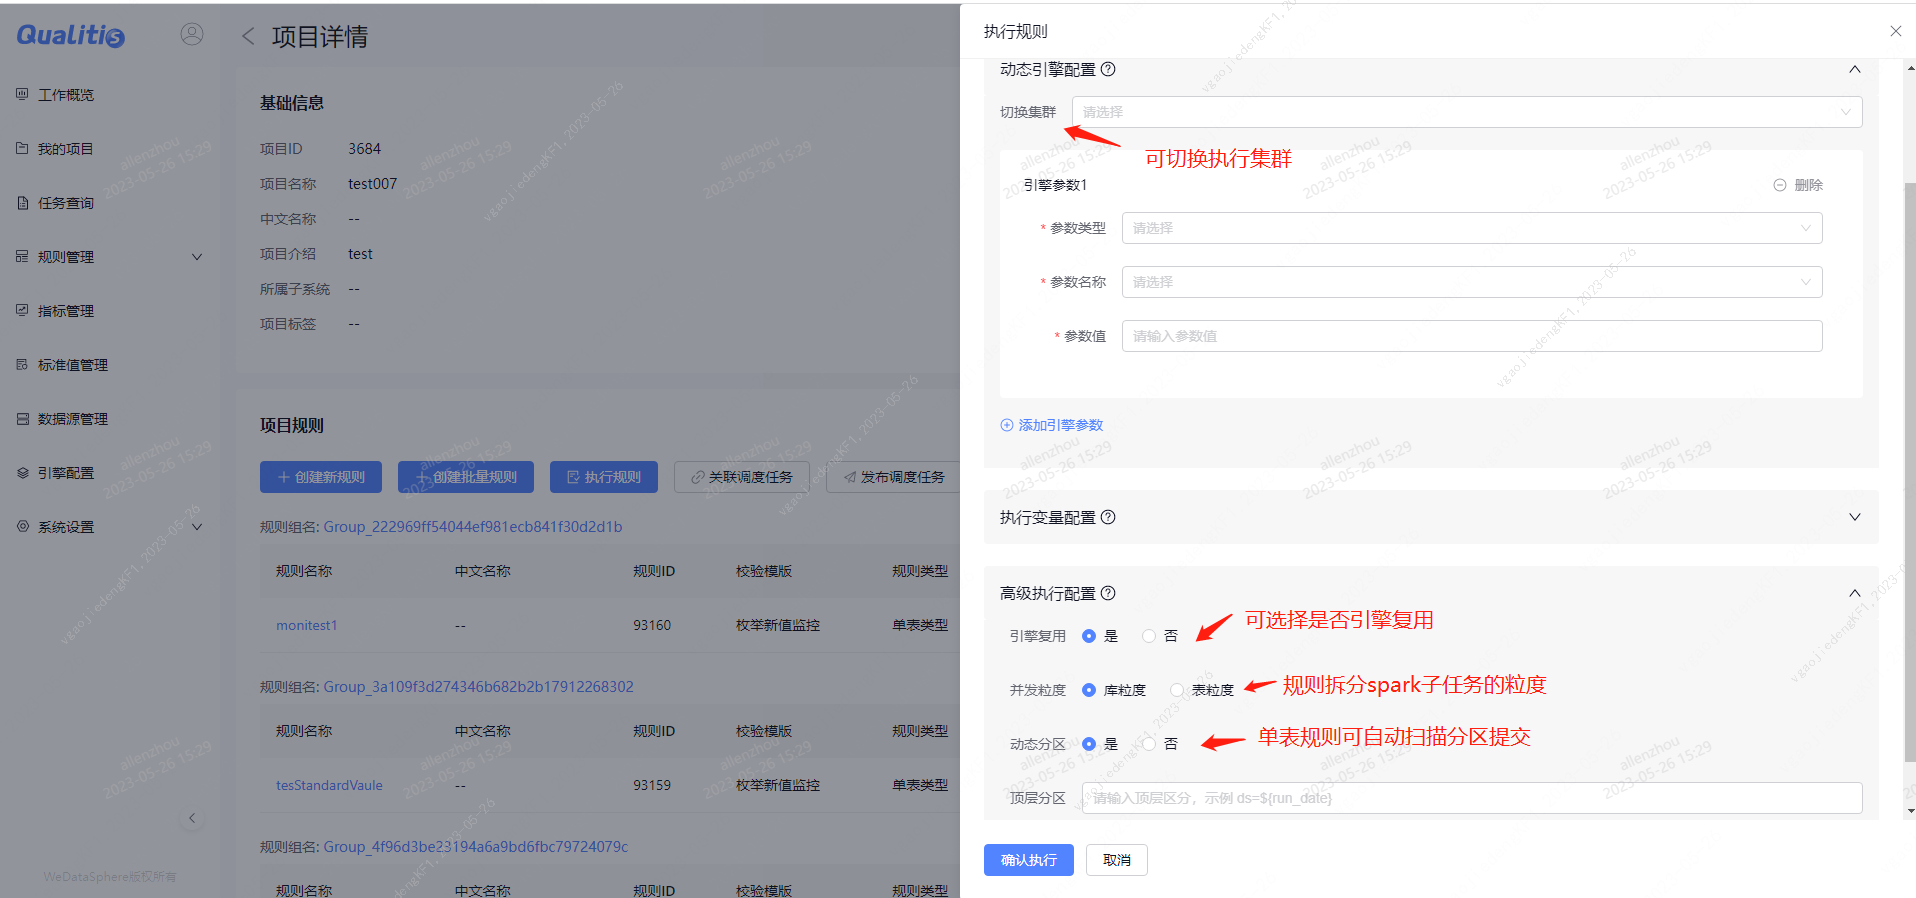 Qualitis
工作概览
我的项目
任务查询
规则管理
指标管理
标准值管理
数据源管理
引擎配置
系统设置
WeDataSphere版权所有
项目详情
基础信息
项目ID 3684
项目名称 test007
中文名称 --
项目介绍 test
所属子系统 --
项目标签 --
项目规则
创建新规则 创建批量规则 执行规则 关联调度任务 发布调度任务
规则组名: Group_222969ff54044ef981ecb841f30d2d1b
规则名称 中文名称 规则ID 校验模版 规则类型
monitest1 -- 93160 枚举新值监控 单表类型
规则组名: Group_3a109f3d274346b682b2b17912268302
规则名称 中文名称 规则ID 校验模版 规则类型
tesStandardVaule -- 93159 枚举新值监控 单表类型
规则组名: Group_4f96d3be23194a6a9bd6fbc79724079c
规则名称 中文名称 规则ID 校验模版 规则类型
执行规则
动态引擎配置
切换集群 请选择
可切换执行集群
引擎参数1 删除
* 参数类型 请选择
* 参数名称 请选择
* 参数值 请输入参数值
添加引擎参数
执行变量配置
高级执行配置
引擎复用 是 否 可选择是否引擎复用
并发粒度 库粒度 表粒度 规则拆分spark子任务的粒度
动态分区 是 否 单表规则可自动扫描分区提交
顶层分区 请输入顶层区分，示例 ds=${run_date}
确认执行 取消
allenzhou
2023-05-26 15:29
vgaojiedengKF1, 2023-05-26